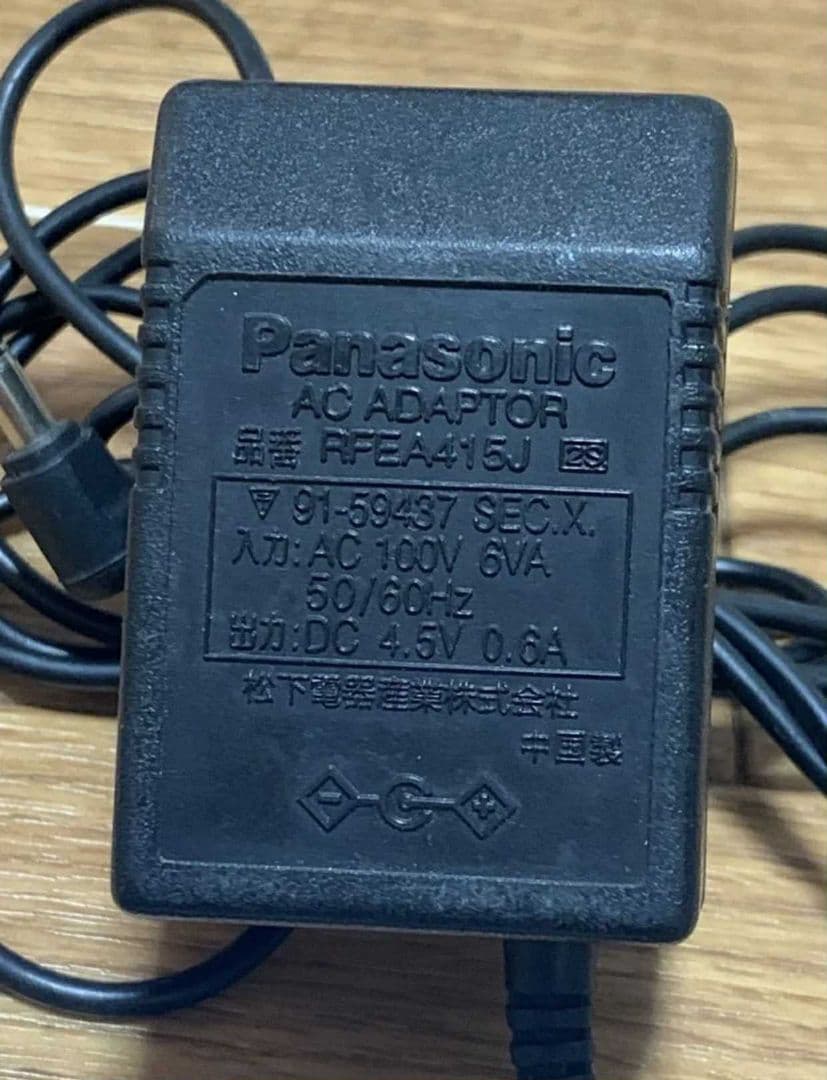 Panasonic
AC ADAPTOR
品番 RFEA415J 2S
91-59437 SEC.X.
入力:AC 100V 6VA
50/60Hz
出力:DC 4.5V 0.6A
松下電器産業株式会社
中国製
- +